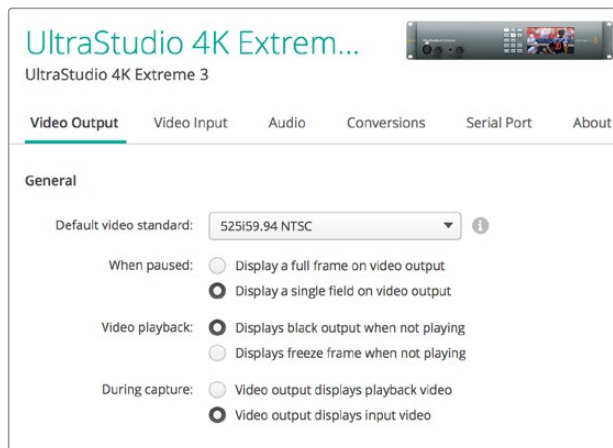 UltraStudio 4K Extrem...
UltraStudio 4K Extreme 3
Video Output Video Input Audio Conversions Serial Port About
General
Default video standard: 525i59.94 NTSC
When paused: Display a full frame on video output
Display a single field on video output
Video playback: Displays black output when not playing
Displays freeze frame when not playing
During capture: Video output displays playback video
Video output displays input video